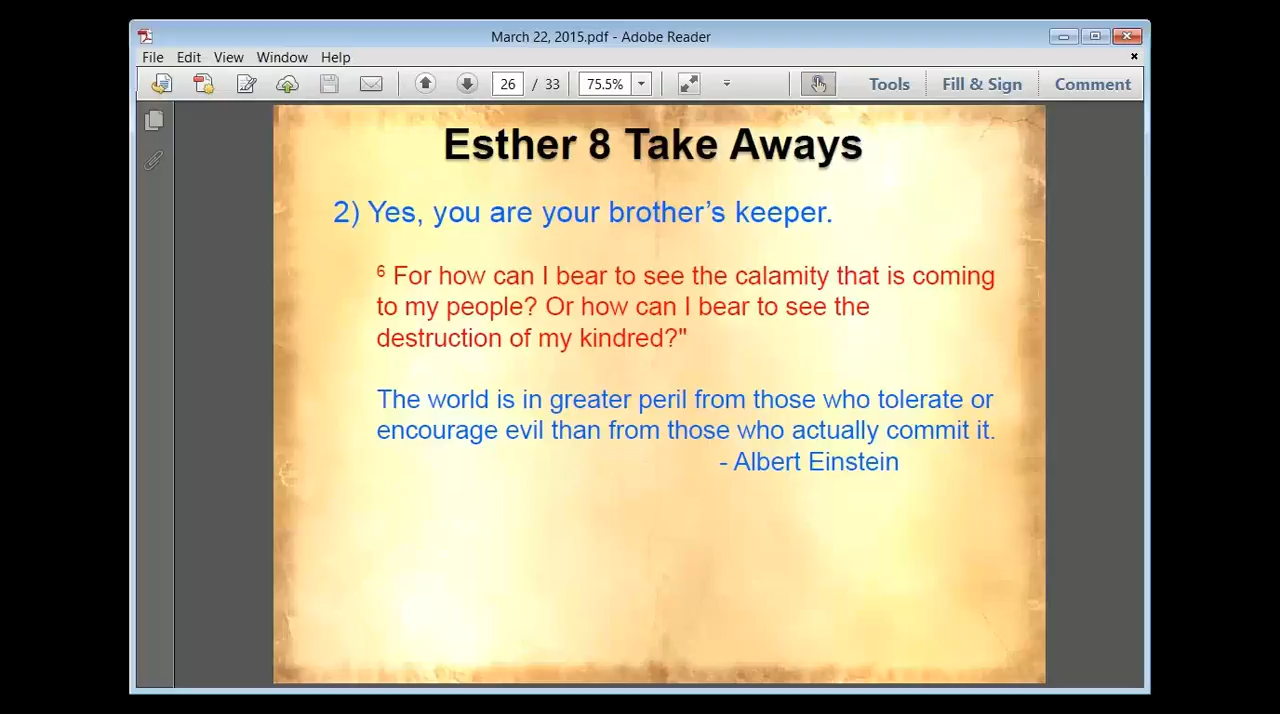 March 22, 2015.pdf - Adobe Reader
File Edit View Window Help
26 / 33 75.5% Tools Fill & Sign Comment
Esther 8 Take Aways
2) Yes, you are your brother’s keeper.
6 For how can I bear to see the calamity that is coming
to my people? Or how can I bear to see the
destruction of my kindred?"
The world is in greater peril from those who tolerate or
encourage evil than from those who actually commit it.
- Albert Einstein